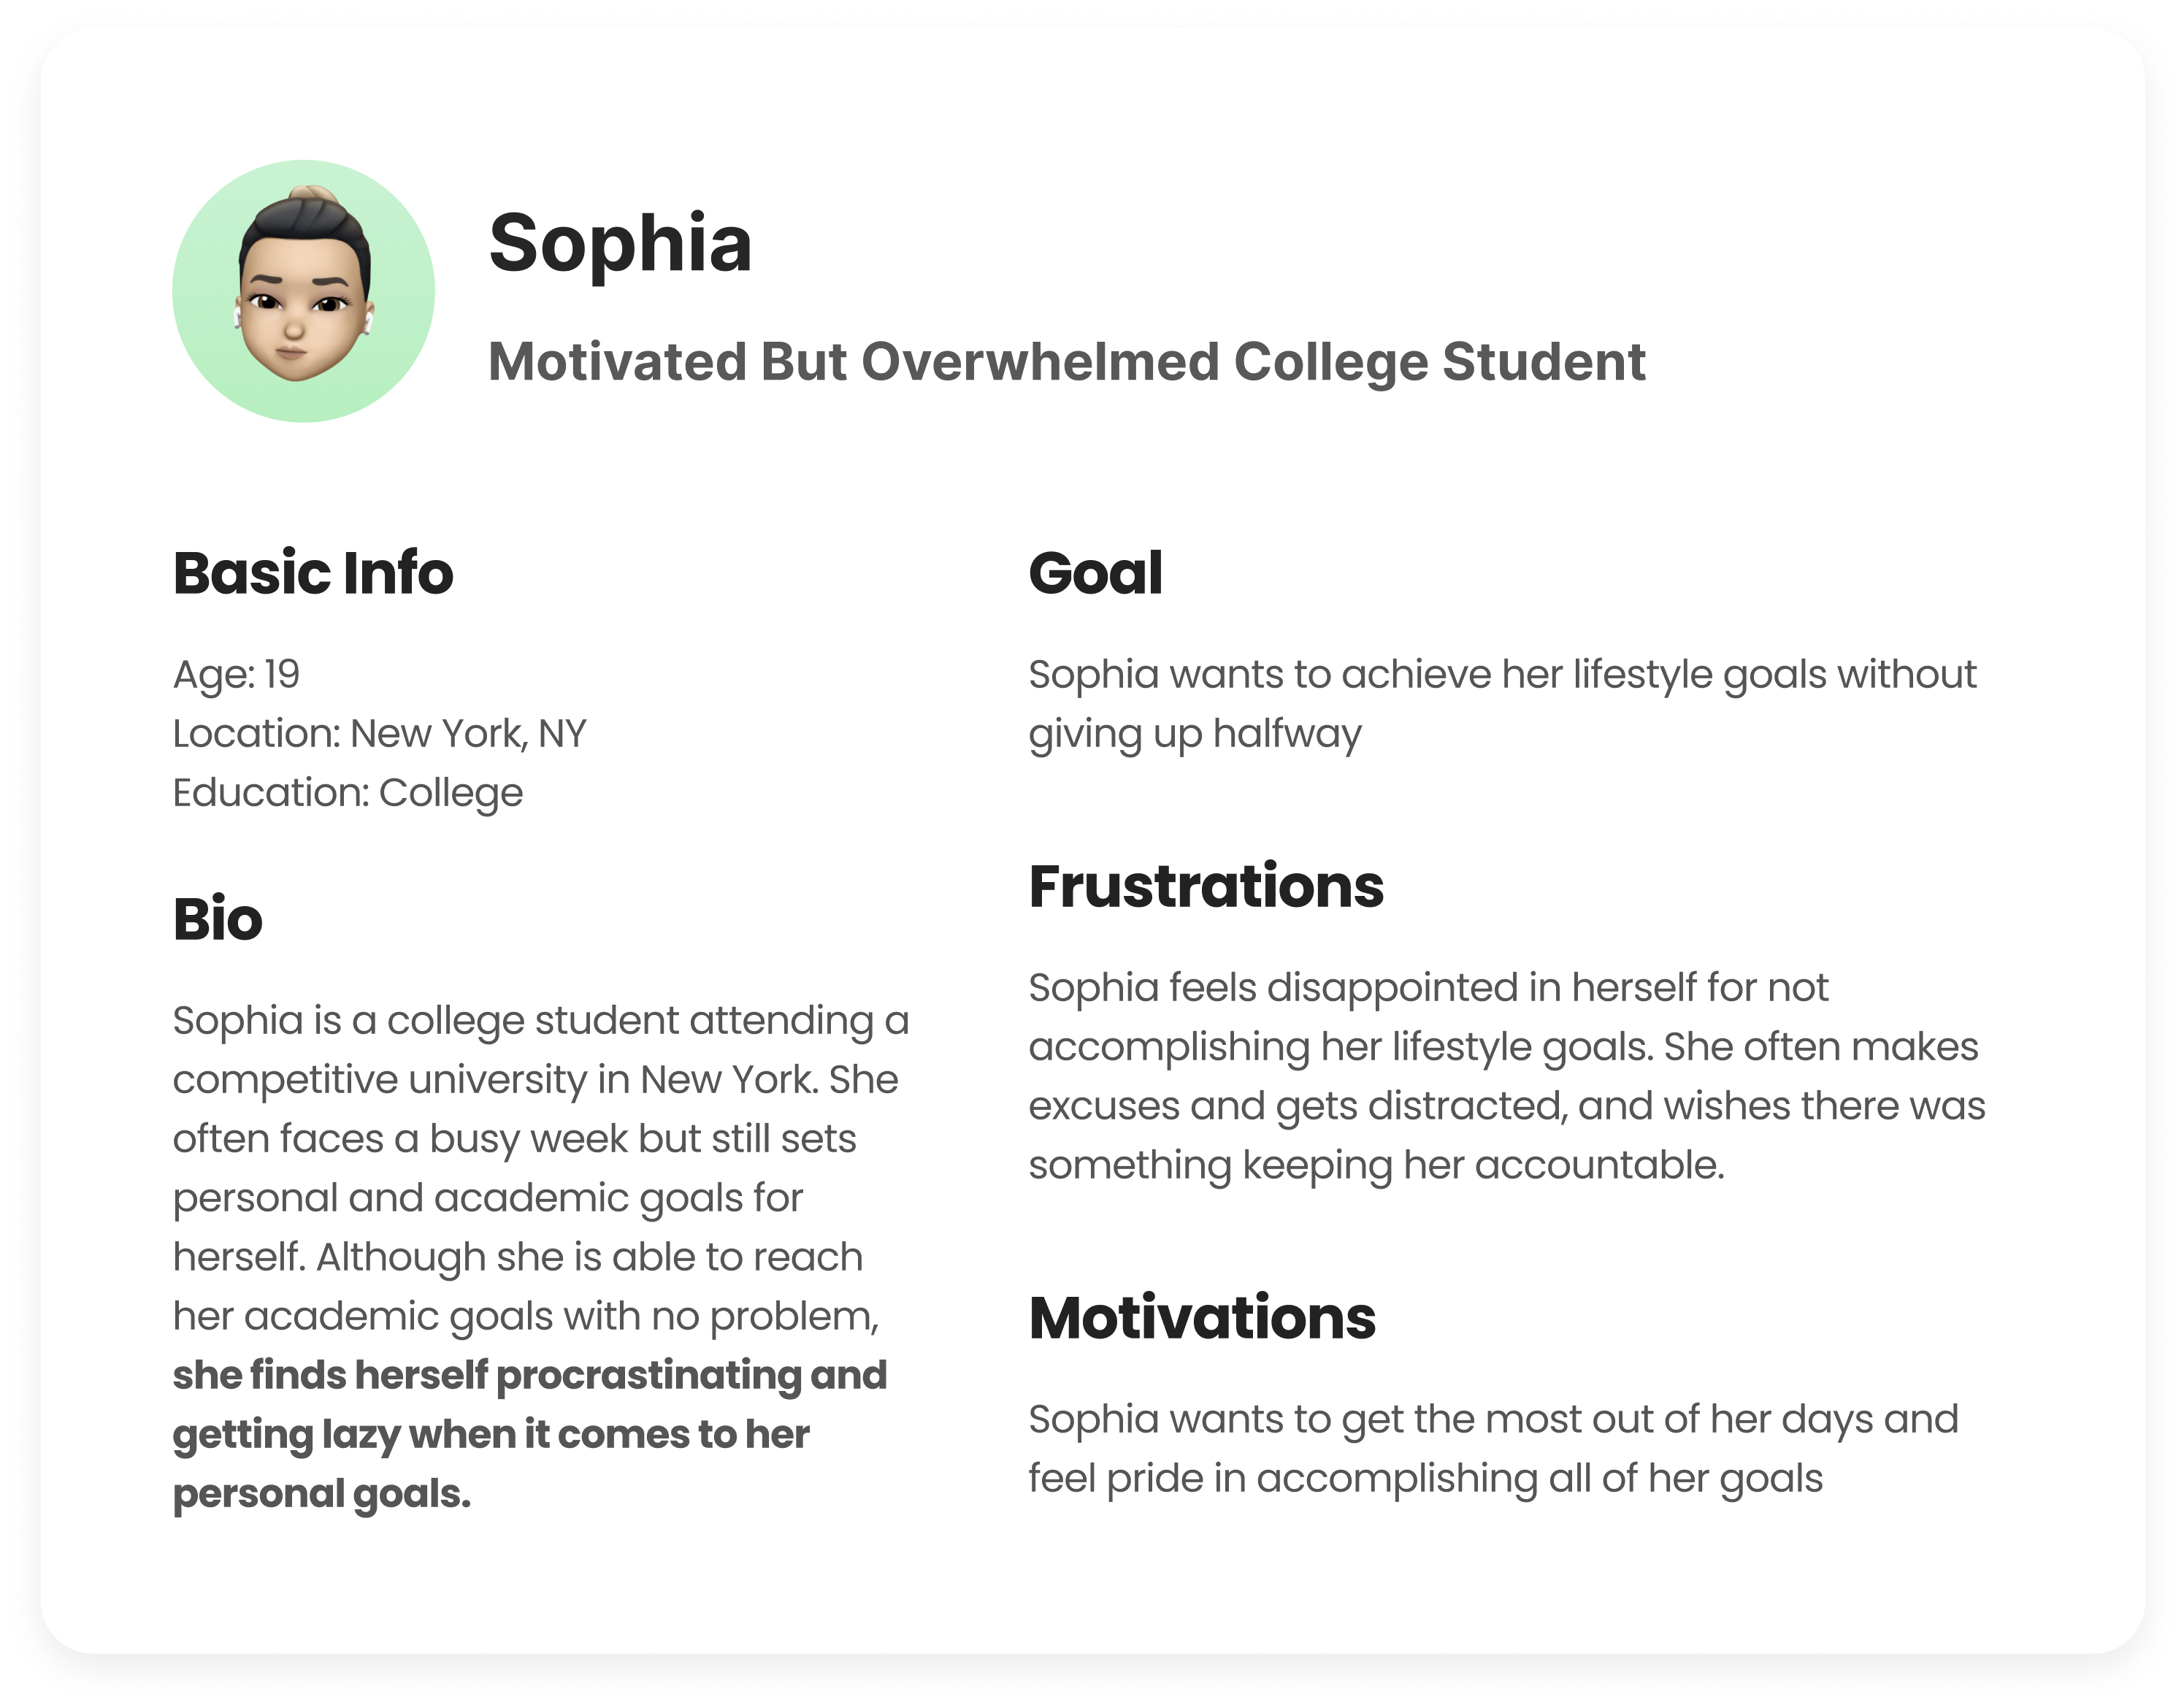 Sophia
Motivated But Overwhelmed College Student
Basic Info
Age: 19
Location: New York, NY
Education: College
Bio
Sophia is a college student attending a
competitive university in New York. She
often faces a busy week but still sets
personal and academic goals for
herself. Although she is able to reach
her academic goals with no problem,
she finds herself procrastinating and
getting lazy when it comes to her
personal goals.
Goal
Sophia wants to achieve her lifestyle goals without
giving up halfway
Frustrations
Sophia feels disappointed in herself for not
accomplishing her lifestyle goals. She often makes
excuses and gets distracted, and wishes there was
something keeping her accountable.
Motivations
Sophia wants to get the most out of her days and
feel pride in accomplishing all of her goals